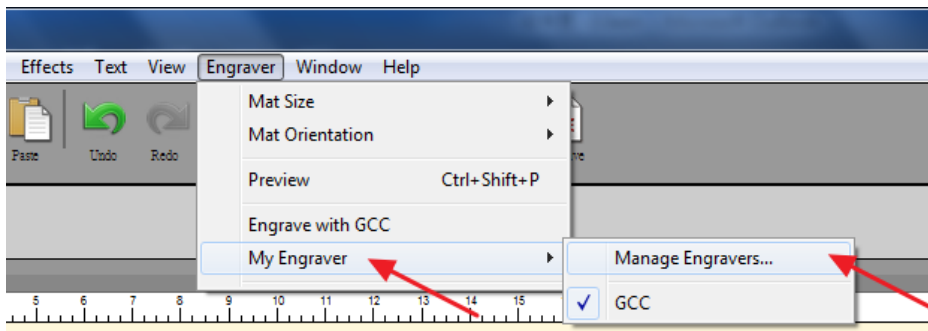 Effects Text View Engraver Window Help
Mat Size
Mat Orientation
Paste Undo Redo ve
Preview Ctrl+Shift+P
Engrave with GCC
My Engraver Manage Engravers...
GCC
5 6 7 8 9 10 11 12 13 14 15